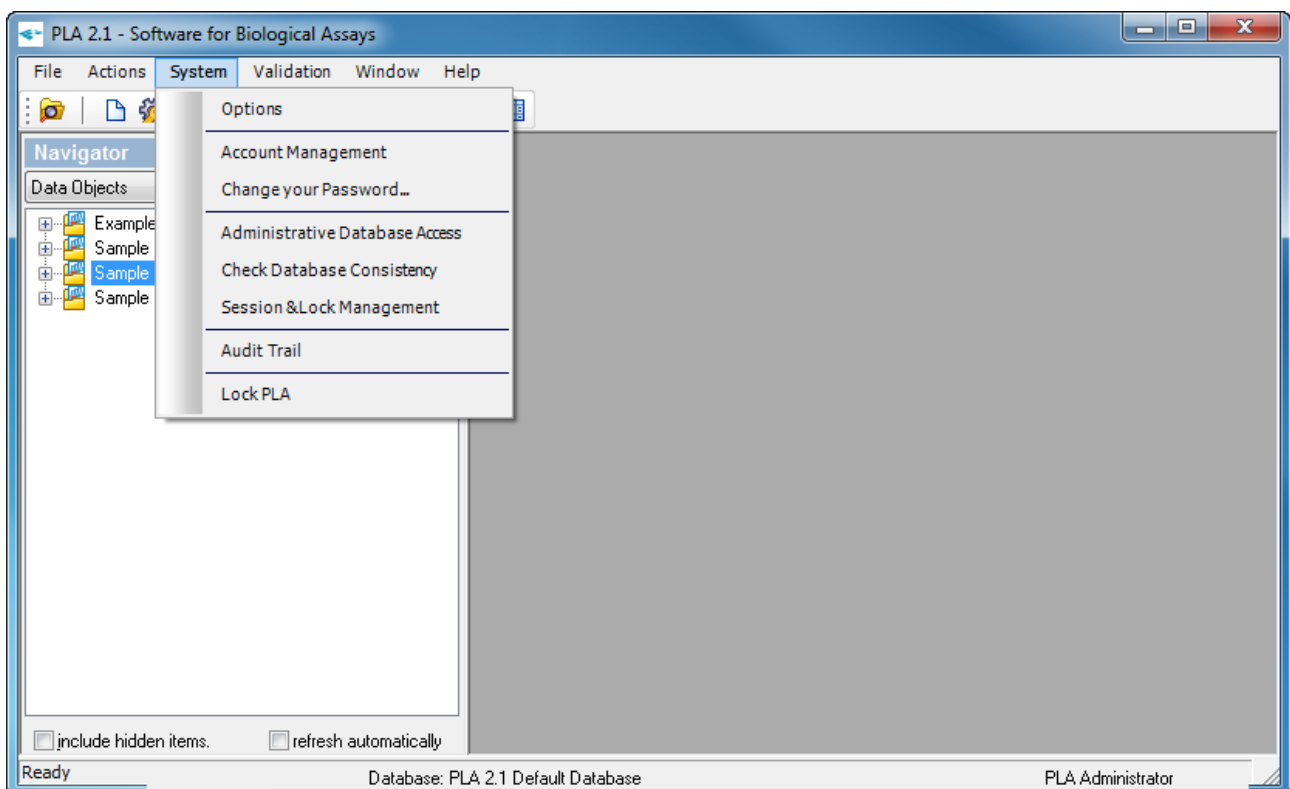 PLA 2.1 - Software for Biological Assays
File Actions System Validation Window Help
Options
Navigator
Account Management
Data Objects
Change your Password...
Example
Administrative Database Access
Sample
Sample
Check Database Consistency
Sample
Session &Lock Management
Audit Trail
Lock PLA
include hidden items. refresh automatically
Ready Database: PLA 2.1 Default Database PLA Administrator